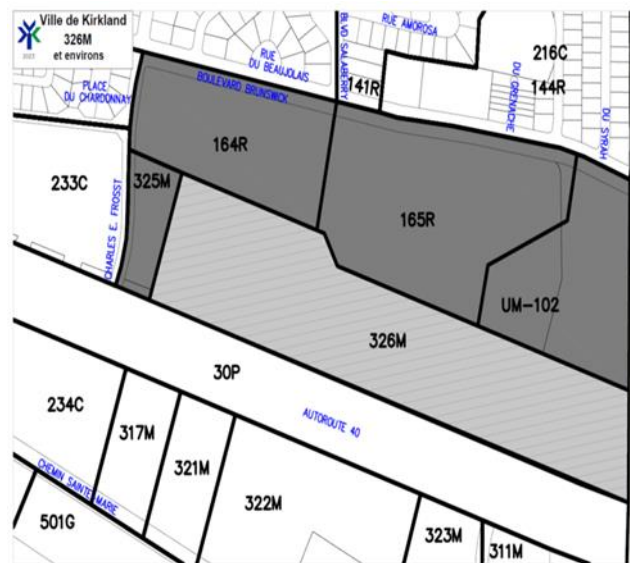 Ville de Kirkland
326M
et environs
2023
RUE AMOROSA
BLVD SALABERRY
RUE
DU BEAUJOLAIS
216C
DU GRENACHE
144R
141R
DU SYRAH
PLACE
DU CHARDONNAY
BOULEVARD BRUNSWICK
164R
233C
325M
CHARLES E. FROSST
165R
UM-102
326M
30P
AUTOROUTE 40
234C
317M
321M
322M
CHEMIN SAINTE-MARIE
501G
323M
311M